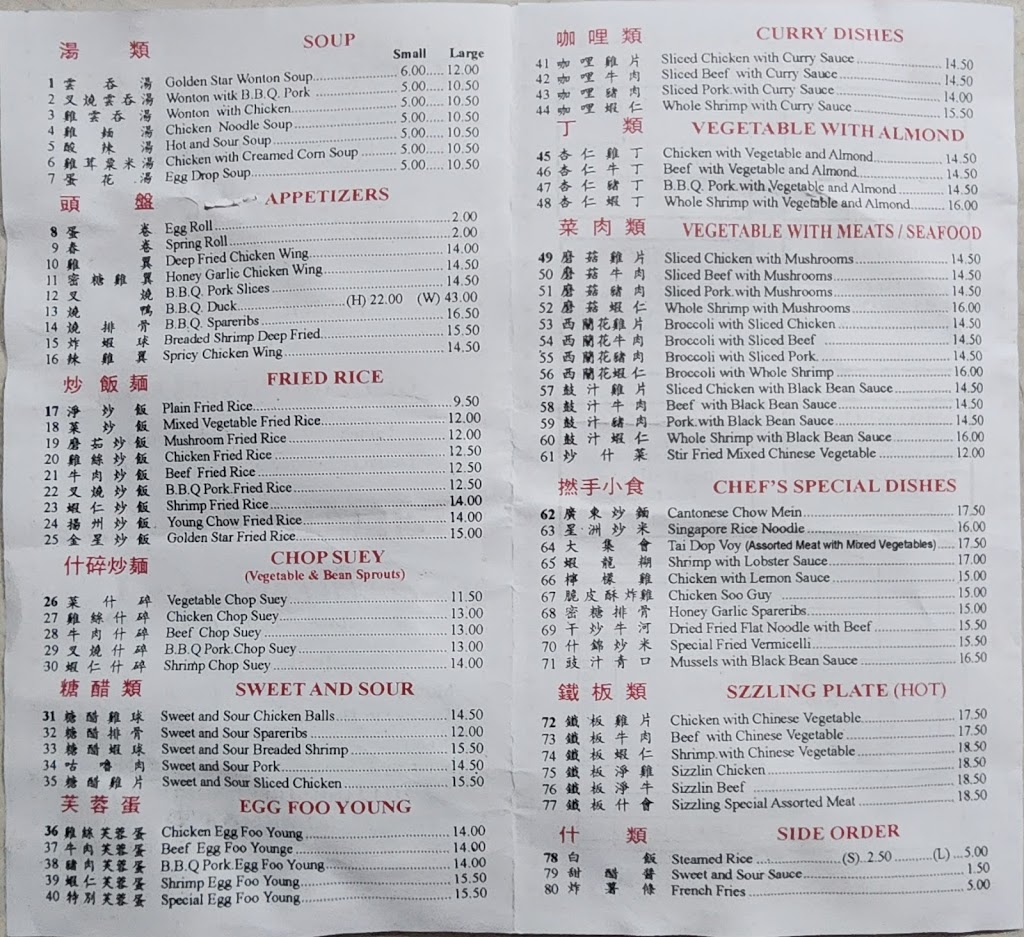 湯 類 SOUP
Small Large
1 雲吞湯 Golden Star Wonton Soup 6.00 12.00
2 叉燒雲吞湯 Wonton witk B.B.Q. Pork 5.00 10.50
3 雞雲吞湯 Wonton with Chicken 5.00 10.50
4 雞麵湯 Chicken Noodle Soup 5.00 10.50
5 酸辣湯 Hot and Sour Soup 5.00 10.50
6 雞茸粟米湯 Chicken with Creamed Corn Soup 5.00 10.50
7 蛋花湯 Egg Drop Soup 5.00 10.50
頭盤 APPETIZERS
8 蛋卷 Egg Roll 2.00
9 春卷 Spring Roll 2.00
10 雞翼 Deep Fried Chicken Wing 14.00
11 密糖雞翼 Honey Garlic Chicken Wing 14.50
12 叉燒 B.B.Q. Pork Slices 14.50
13 燒鴨 B.B.Q. Duck (H) 22.00 (W) 43.00
14 燒排骨 B.B.Q. Spareribs 16.50
15 炸蝦球 Breaded Shrimp Deep Fried 15.50
16 辣雞翼 Spricy Chicken Wing 14.50
炒飯麵 FRIED RICE
17 淨炒飯 Plain Fried Rice 9.50
18 菜炒飯 Mixed Vegetable Fried Rice 12.00
19 磨茹炒飯 Mushroom Fried Rice 12.00
20 雞絲炒飯 Chicken Fried Rice 12.50
21 牛肉炒飯 Beef Fried Rice 12.50
22 叉燒炒飯 B.B.Q Pork.Fried Rice 12.50
23 蝦仁炒飯 Shrimp Fried Rice 14.00
24 揚州炒飯 Young Chow Fried Rice 14.00
25 金星炒飯 Golden Star Fried Rice 15.00
什碎炒麵 CHOP SUEY
(Vegetable & Bean Sprouts)
26 菜什碎 Vegetable Chop Suey 11.50
27 雞絲什碎 Chicken Chop Suey 13.00
28 牛肉什碎 Beef Chop Suey 13.00
29 叉燒什碎 B.B.Q Pork.Chop Suey 13.00
30 蝦仁什碎 Shrimp Chop Suey 14.00
糖醋類 SWEET AND SOUR
31 糖醋雞球 Sweet and Sour Chicken Balls 14.50
32 糖醋排骨 Sweet and Sour Spareribs 12.00
33 糖醋蝦球 Sweet and Sour Breaded Shrimp 15.50
34 咕嚕肉 Sweet and Sour Pork 14.50
35 糖醋雞片 Sweet and Sour Sliced Chicken 15.50
芙蓉蛋 EGG FOO YOUNG
36 雞絲芙蓉蛋 Chicken Egg Foo Young 14.00
37 牛肉芙蓉蛋 Beef Egg Foo Younge 14.00
38 豬肉芙蓉蛋 B.B.Q Pork.Egg Foo Young 14.00
39 蝦仁芙蓉蛋 Shrimp Egg Foo Young 15.50
40 特別芙蓉蛋 Special Egg Foo Young 15.50
咖哩類 CURRY DISHES
41 咖哩雞片 Sliced Chicken with Curry Sauce 14.50
42 咖哩牛肉 Sliced Beef with Curry Sauce 14.50
43 咖哩豬肉 Sliced Pork.with Curry Sauce 14.00
44 咖哩蝦仁 Whole Shrimp with Curry Sauce 15.50
丁類 VEGETABLE WITH ALMOND
45 杏仁雞丁 Chicken with Vegetable and Almond 14.50
46 杏仁牛丁 Beef with Vegetable and Almond 14.50
47 杏仁豬丁 B.B.Q. Pork.with Vegetable and Almond 14.50
48 杏仁蝦丁 Whole Shrimp with Vegetable and Almond 16.00
菜肉類 VEGETABLE WITH MEATS / SEAFOOD
49 磨菇雞片 Sliced Chicken with Mushrooms 14.50
50 磨菇牛肉 Sliced Beef with Mushrooms 14.50
51 磨菇豬肉 Sliced Pork.with Mushrooms 14.50
52 磨菇蝦仁 Whole Shrimp with Mushrooms 16.00
53 西蘭花雞片 Broccoli with Sliced Chicken 14.50
54 西蘭花牛肉 Broccoli with Sliced Beef 14.50
55 西蘭花豬肉 Broccoli with Sliced Pork. 14.50
56 西蘭花蝦仁 Broccoli with Whole Shrimp 16.00
57 鼓汁雞片 Sliced Chicken with Black Bean Sauce 14.50
58 鼓汁牛肉 Beef with Black Bean Sauce 14.50
59 鼓汁豬肉 Pork.with Black Bean Sauce 14.50
60 鼓汁蝦仁 Whole Shrimp with Black Bean Sauce 16.00
61 炒什菜 Stir Fried Mixed Chinese Vegetable 12.00
撚手小食 CHEF'S SPECIAL DISHES
62 廣東炒麵 Cantonese Chow Mein 17.50
63 星洲炒米 Singapore Rice Noodle 16.00
64 大集會 Tai Dop Voy (Assorted Meat with Mixed Vegetables) 17.50
65 蝦龍糊 Shrimp with Lobster Sauce 17.00
66 檸檬雞 Chicken with Lemon Sauce 15.00
67 脆皮酥炸雞 Chicken Soo Guy 15.00
68 密糖排骨 Honey Garlic Spareribs 15.00
69 干炒牛河 Dried Fried Flat Noodle with Beef 15.50
70 什錦炒米 Special Fried Vermicelli 15.50
71 豉汁青口 Mussels with Black Bean Sauce 16.50
鐵板類 SZZLING PLATE (HOT)
72 鐵板雞片 Chicken with Chinese Vegetable 17.50
73 鐵板牛肉 Beef with Chinese Vegetable 17.50
74 鐵板蝦仁 Shrimp.with Chinese Vegetable 18.50
75 鐵板淨雞 Sizzlin Chicken 18.50
76 鐵板淨牛 Sizzlin Beef 18.50
77 鐵板什會 Sizzling Special Assorted Meat 18.50
什類 SIDE ORDER
78 白飯 Steamed Rice (S) 2.50 (L) 5.00
79 甜醋醬 Sweet and Sour Sauce 1.50
80 炸薯條 French Fries 5.00